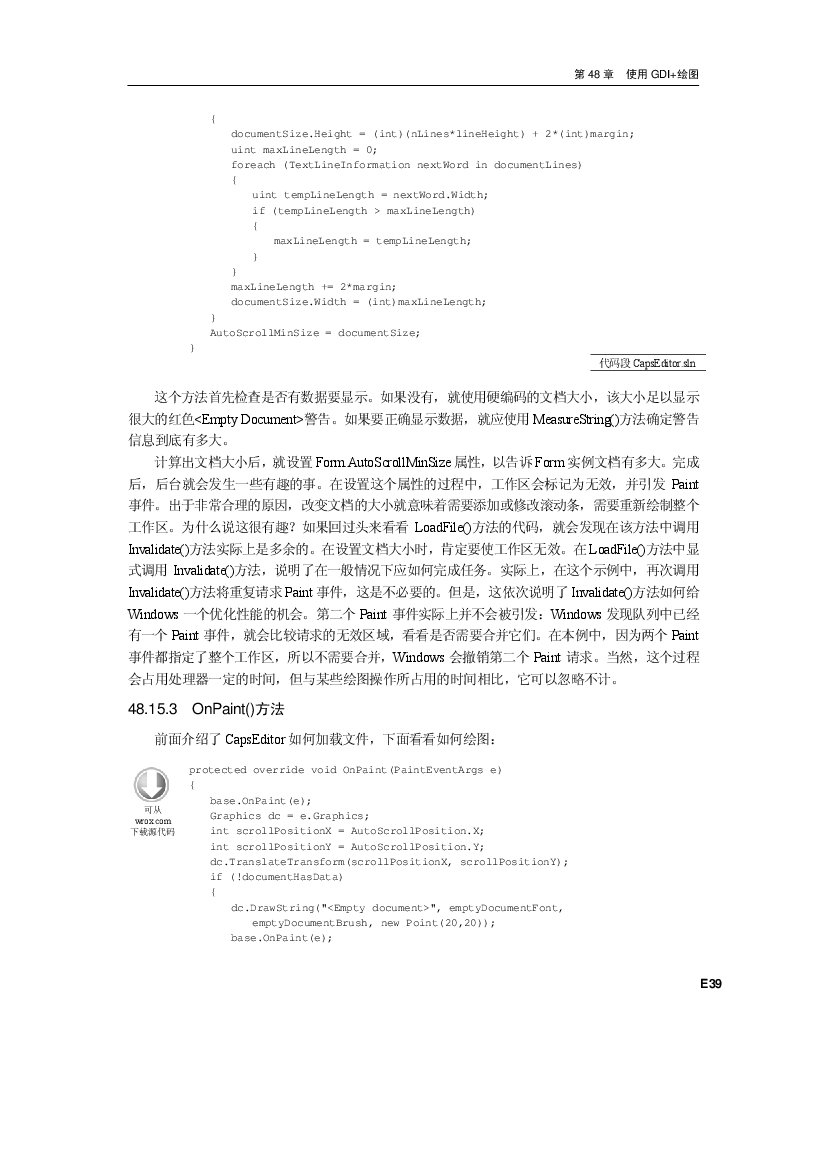 第 48 章 使用 GDI+绘图
{
documentSize.Height = (int)(nLines*lineHeight) + 2*(int)margin;
uint maxLineLength = 0;
foreach (TextLineInformation nextWord in documentLines)
{
uint tempLineLength = nextWord.Width;
if (tempLineLength > maxLineLength)
{
maxLineLength = tempLineLength;
}
}
maxLineLength += 2*margin;
documentSize.Width = (int)maxLineLength;
}
AutoScrollMinSize = documentSize;
}
代码段 CapsEditor.sln
这个方法首先检查是否有数据要显示。如果没有，就使用硬编码的文档大小，该大小足以显示
很大的红色<Empty Document>警告。如果要正确显示数据，就应使用 MeasureString()方法确定警告
信息到底有多大。
计算出文档大小后，就设置 Form.AutoScrollMinSize 属性，以告诉 Form 实例文档有多大。完成
后，后台就会发生一些有趣的事。在设置这个属性的过程中，工作区会标记为无效，并引发 Paint
事件。出于非常合理的原因，改变文档的大小就意味着需要添加或修改滚动条，需要重新绘制整个
工作区。为什么说这很有趣？如果回过头来看看 LoadFile()方法的代码，就会发现在该方法中调用
Invalidate()方法实际上是多余的。在设置文档大小时，肯定要使工作区无效。在 LoadFile()方法中显
式调用 Invalidate()方法，说明了在一般情况下应如何完成任务。实际上，在这个示例中，再次调用
Invalidate()方法将重复请求 Paint 事件，这是不必要的。但是，这依次说明了 Invalidate()方法如何给
Windows 一个优化性能的机会。第二个 Paint 事件实际上并不会被引发：Windows 发现队列中已经
有一个 Paint 事件，就会比较请求的无效区域，看看是否需要合并它们。在本例中，因为两个 Paint
事件都指定了整个工作区，所以不需要合并，Windows 会撤销第二个 Paint 请求。当然，这个过程
会占用处理器一定的时间，但与某些绘图操作所占用的时间相比，它可以忽略不计。
48.15.3 OnPaint()方法
前面介绍了 CapsEditor 如何加载文件，下面看看如何绘图：
可从
wrox.com
下载源代码
protected override void OnPaint(PaintEventArgs e)
{
base.OnPaint(e);
Graphics dc = e.Graphics;
int scrollPositionX = AutoScrollPosition.X;
int scrollPositionY = AutoScrollPosition.Y;
dc.TranslateTransform(scrollPositionX, scrollPositionY);
if (!documentHasData)
{
dc.DrawString("<Empty document>", emptyDocumentFont,
emptyDocumentBrush, new Point(20,20));
base.OnPaint(e);
E39